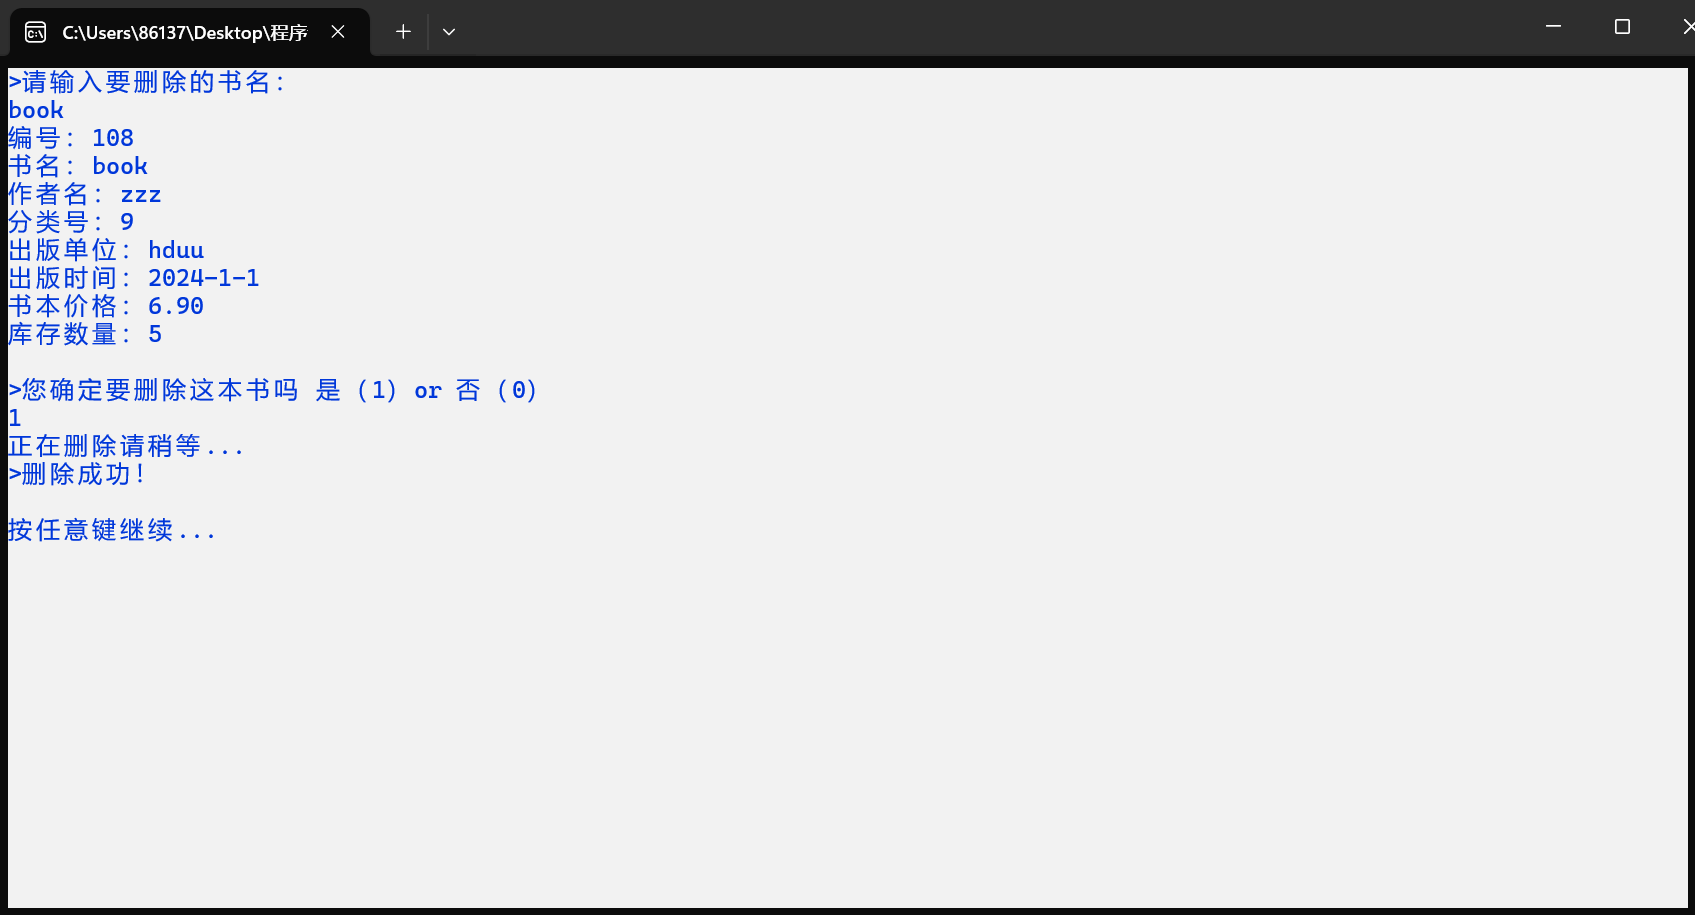 C:\Users\86137\Desktop\程序
>请输入要删除的书名：
book
编号：108
书名：book
作者名：zzz
分类号：9
出版单位：hduu
出版时间：2024-1-1
书本价格：6.90
库存数量：5
>您确定要删除这本书吗 是（1）or 否（0）
1
正在删除请稍等...
>删除成功！
按任意键继续...